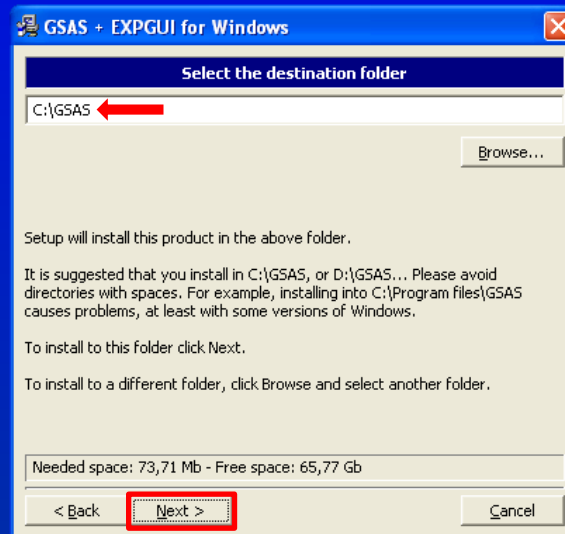 GSAS + EXPGUI for Windows
Select the destination folder
C:\GSAS
Browse...
Setup will install this product in the above folder.
It is suggested that you install in C:\GSAS, or D:\GSAS... Please avoid
directories with spaces. For example, installing into C:\Program files\GSAS
causes problems, at least with some versions of Windows.
To install to this folder click Next.
To install to a different folder, click Browse and select another folder.
Needed space: 73,71 Mb - Free space: 65,77 Gb
< Back Next > Cancel